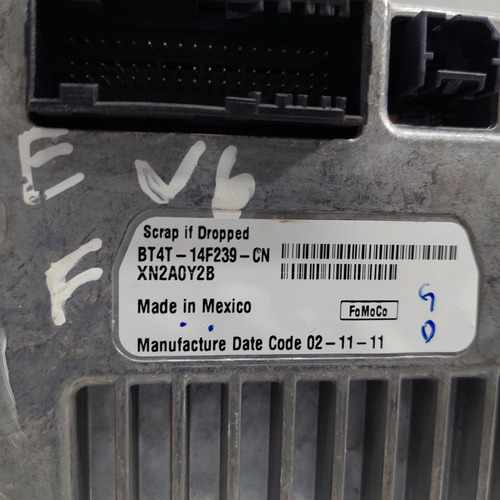 E V6
F
Scrap if Dropped
BT4T-14F239-CN
XN2A0Y2B
Made in Mexico
FoMoCo
Manufacture Date Code 02-11-11